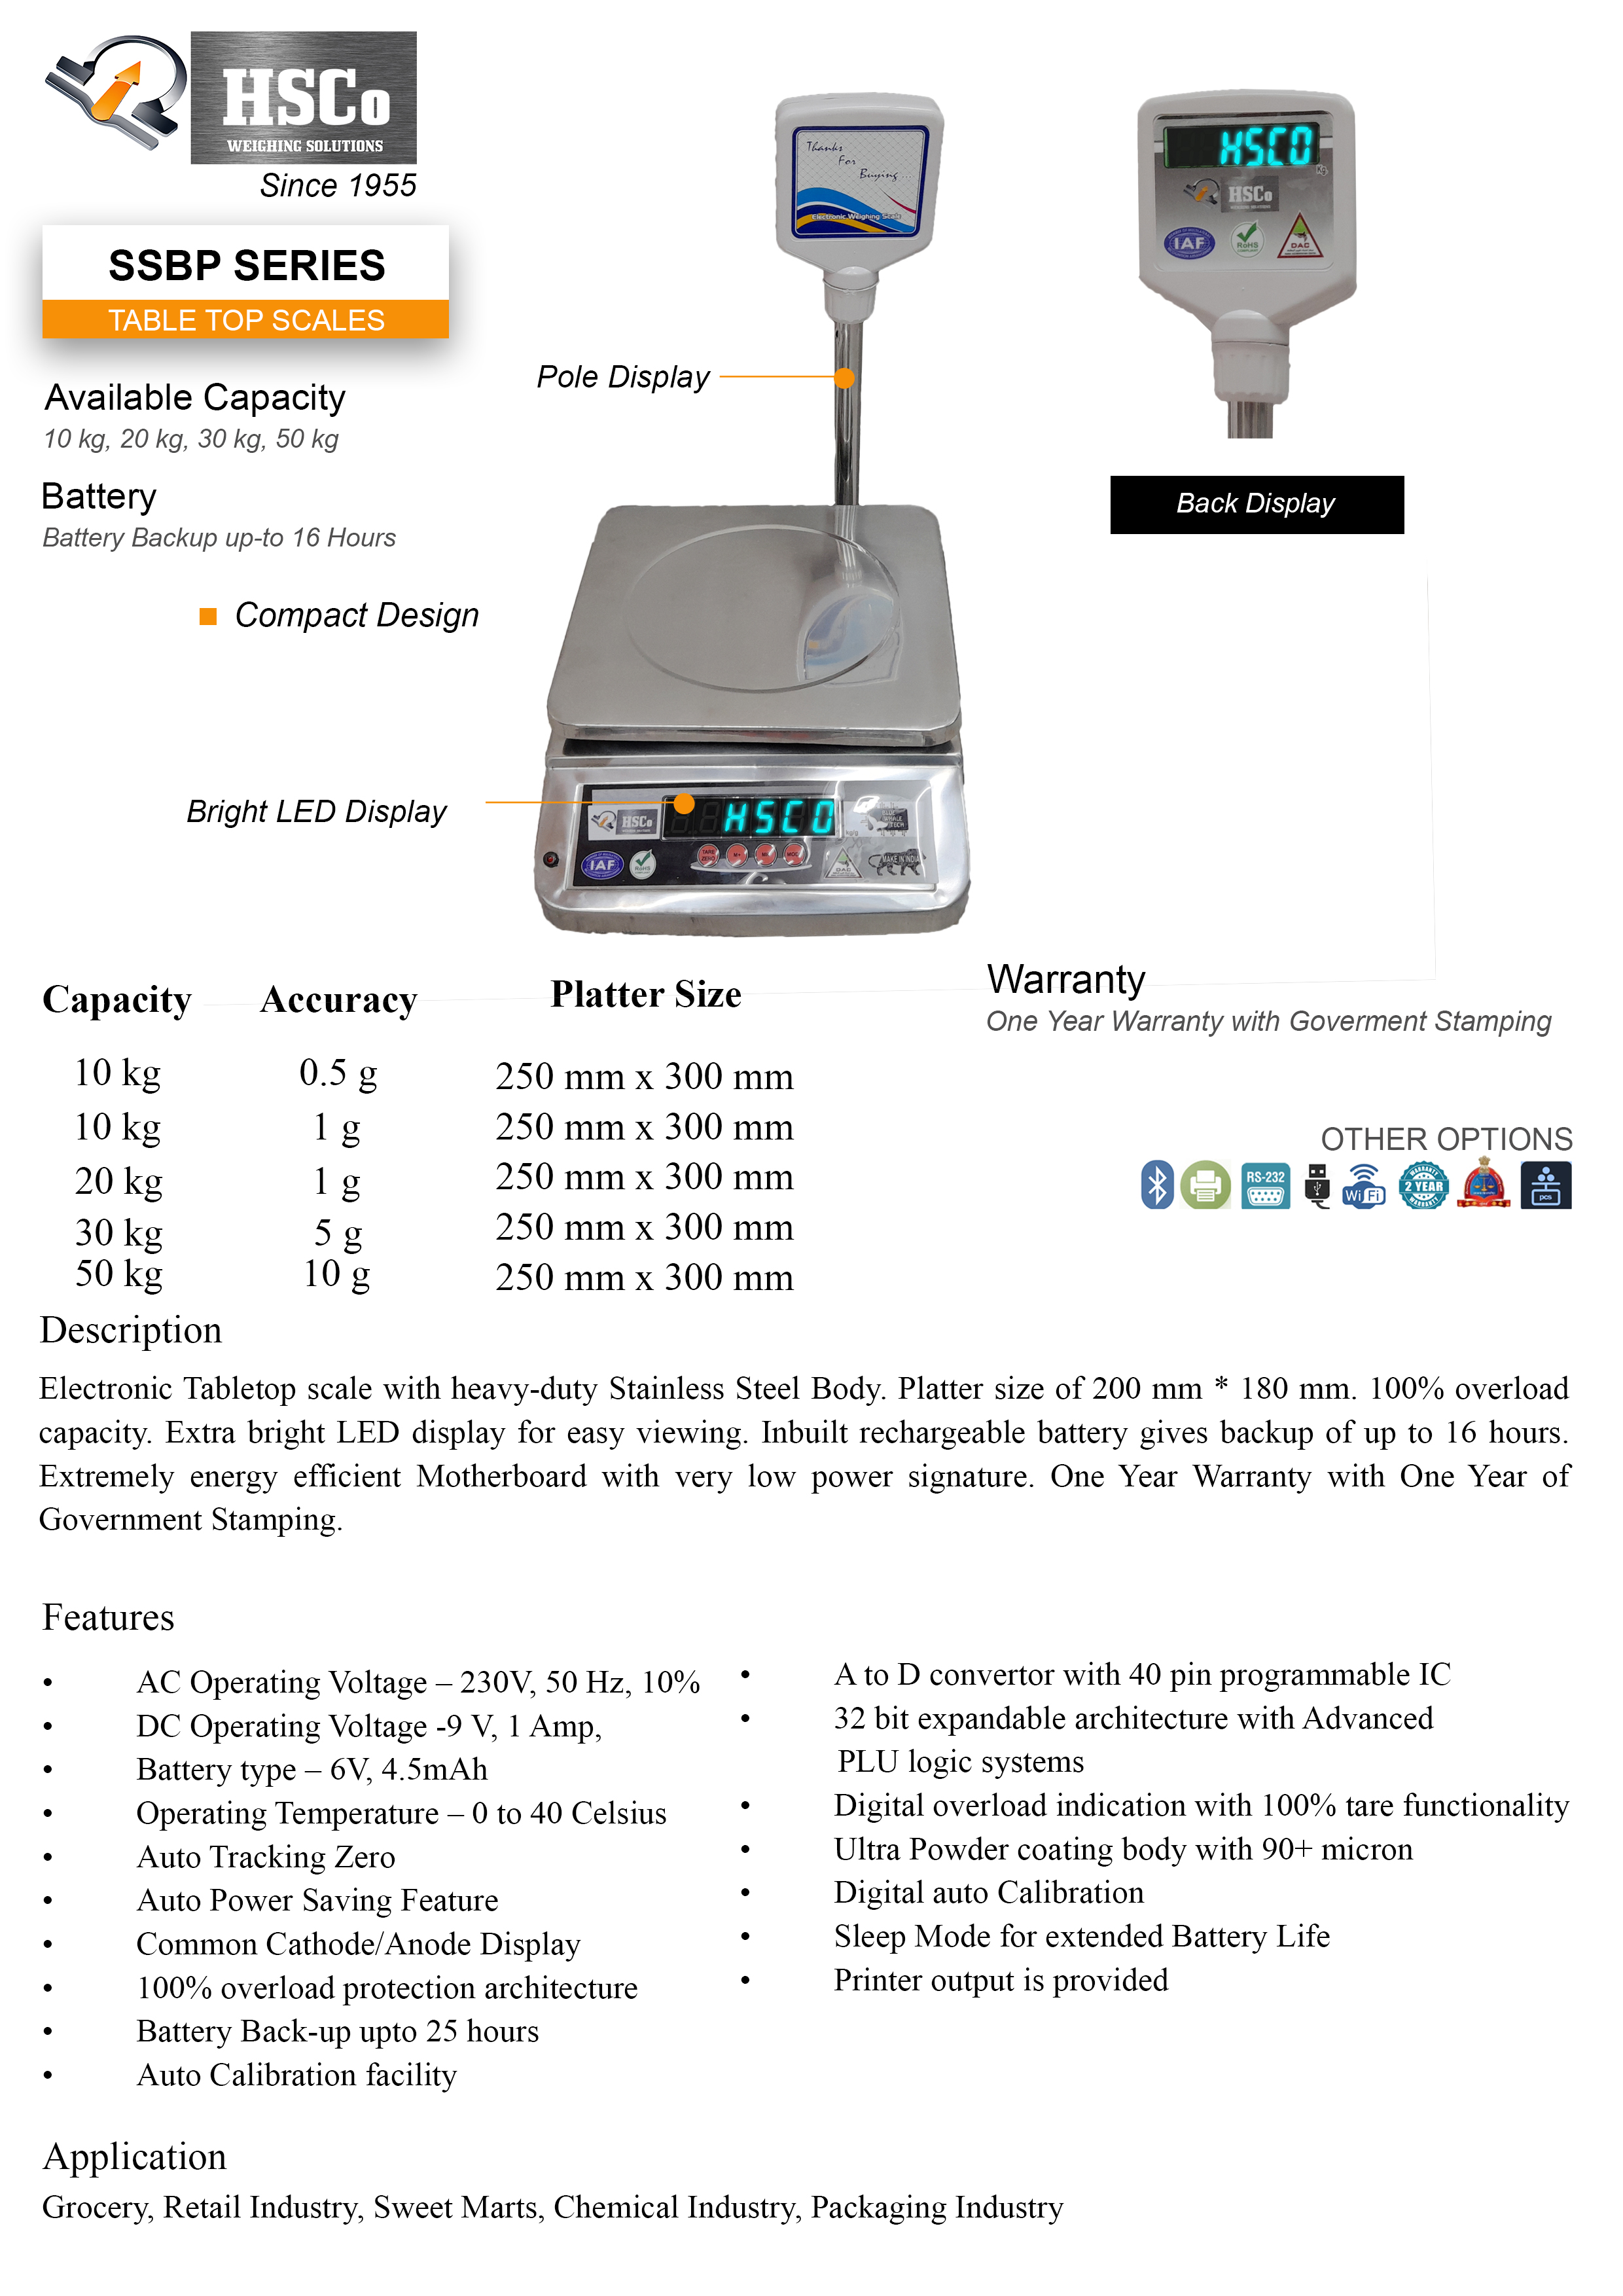 HSCo
WEIGHING SOLUTIONS
Since 1955
SSBP SERIES
TABLE TOP SCALES
Available Capacity
10 kg, 20 kg, 30 kg, 50 kg
Battery
Battery Backup up-to 16 Hours
Compact Design
Thanks
For
Buying ...
Electronic Weighing Scale
Pole Display
HSCO
Kg
HSCo
IAF
RoHS
DAC
Back Display
Bright LED Display
HSCo
HSCO
WHALE
TECH
IAF
RoHS
TARE
ZERO
M+
DAC
MAKE IN INDIA
Capacity Accuracy Platter Size
10 kg 0.5 g 250 mm x 300 mm
10 kg 1 g 250 mm x 300 mm
20 kg 1 g 250 mm x 300 mm
30 kg 5 g 250 mm x 300 mm
50 kg 10 g 250 mm x 300 mm
Warranty
One Year Warranty with Goverment Stamping
OTHER OPTIONS
RS-232
WiFi
WARRANTY
2 YEAR
WARRANTY
pcs
Description
Electronic Tabletop scale with heavy-duty Stainless Steel Body. Platter size of 200 mm * 180 mm. 100% overload
capacity. Extra bright LED display for easy viewing. Inbuilt rechargeable battery gives backup of up to 16 hours.
Extremely energy efficient Motherboard with very low power signature. One Year Warranty with One Year of
Government Stamping.
Features
• AC Operating Voltage – 230V, 50 Hz, 10%
• DC Operating Voltage -9 V, 1 Amp,
• Battery type – 6V, 4.5mAh
• Operating Temperature – 0 to 40 Celsius
• Auto Tracking Zero
• Auto Power Saving Feature
• Common Cathode/Anode Display
• 100% overload protection architecture
• Battery Back-up upto 25 hours
• Auto Calibration facility
• A to D convertor with 40 pin programmable IC
• 32 bit expandable architecture with Advanced
PLU logic systems
• Digital overload indication with 100% tare functionality
• Ultra Powder coating body with 90+ micron
• Digital auto Calibration
• Sleep Mode for extended Battery Life
• Printer output is provided
Application
Grocery, Retail Industry, Sweet Marts, Chemical Industry, Packaging Industry